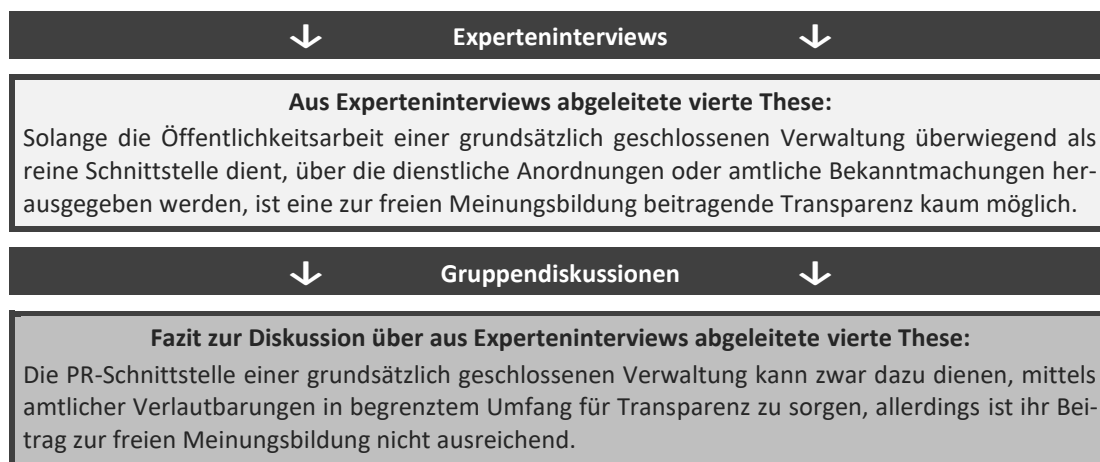 Experteninterviews
Aus Experteninterviews abgeleitete vierte These:
Solange die Öffentlichkeitsarbeit einer grundsätzlich geschlossenen Verwaltung überwiegend als
reine Schnittstelle dient, über die dienstliche Anordnungen oder amtliche Bekanntmachungen her-
ausgegeben werden, ist eine zur freien Meinungsbildung beitragende Transparenz kaum möglich.
Gruppendiskussionen
Fazit zur Diskussion über aus Experteninterviews abgeleitete vierte These:
Die PR-Schnittstelle einer grundsätzlich geschlossenen Verwaltung kann zwar dazu dienen, mittels
amtlicher Verlautbarungen in begrenztem Umfang für Transparenz zu sorgen, allerdings ist ihr Bei-
trag zur freien Meinungsbildung nicht ausreichend.